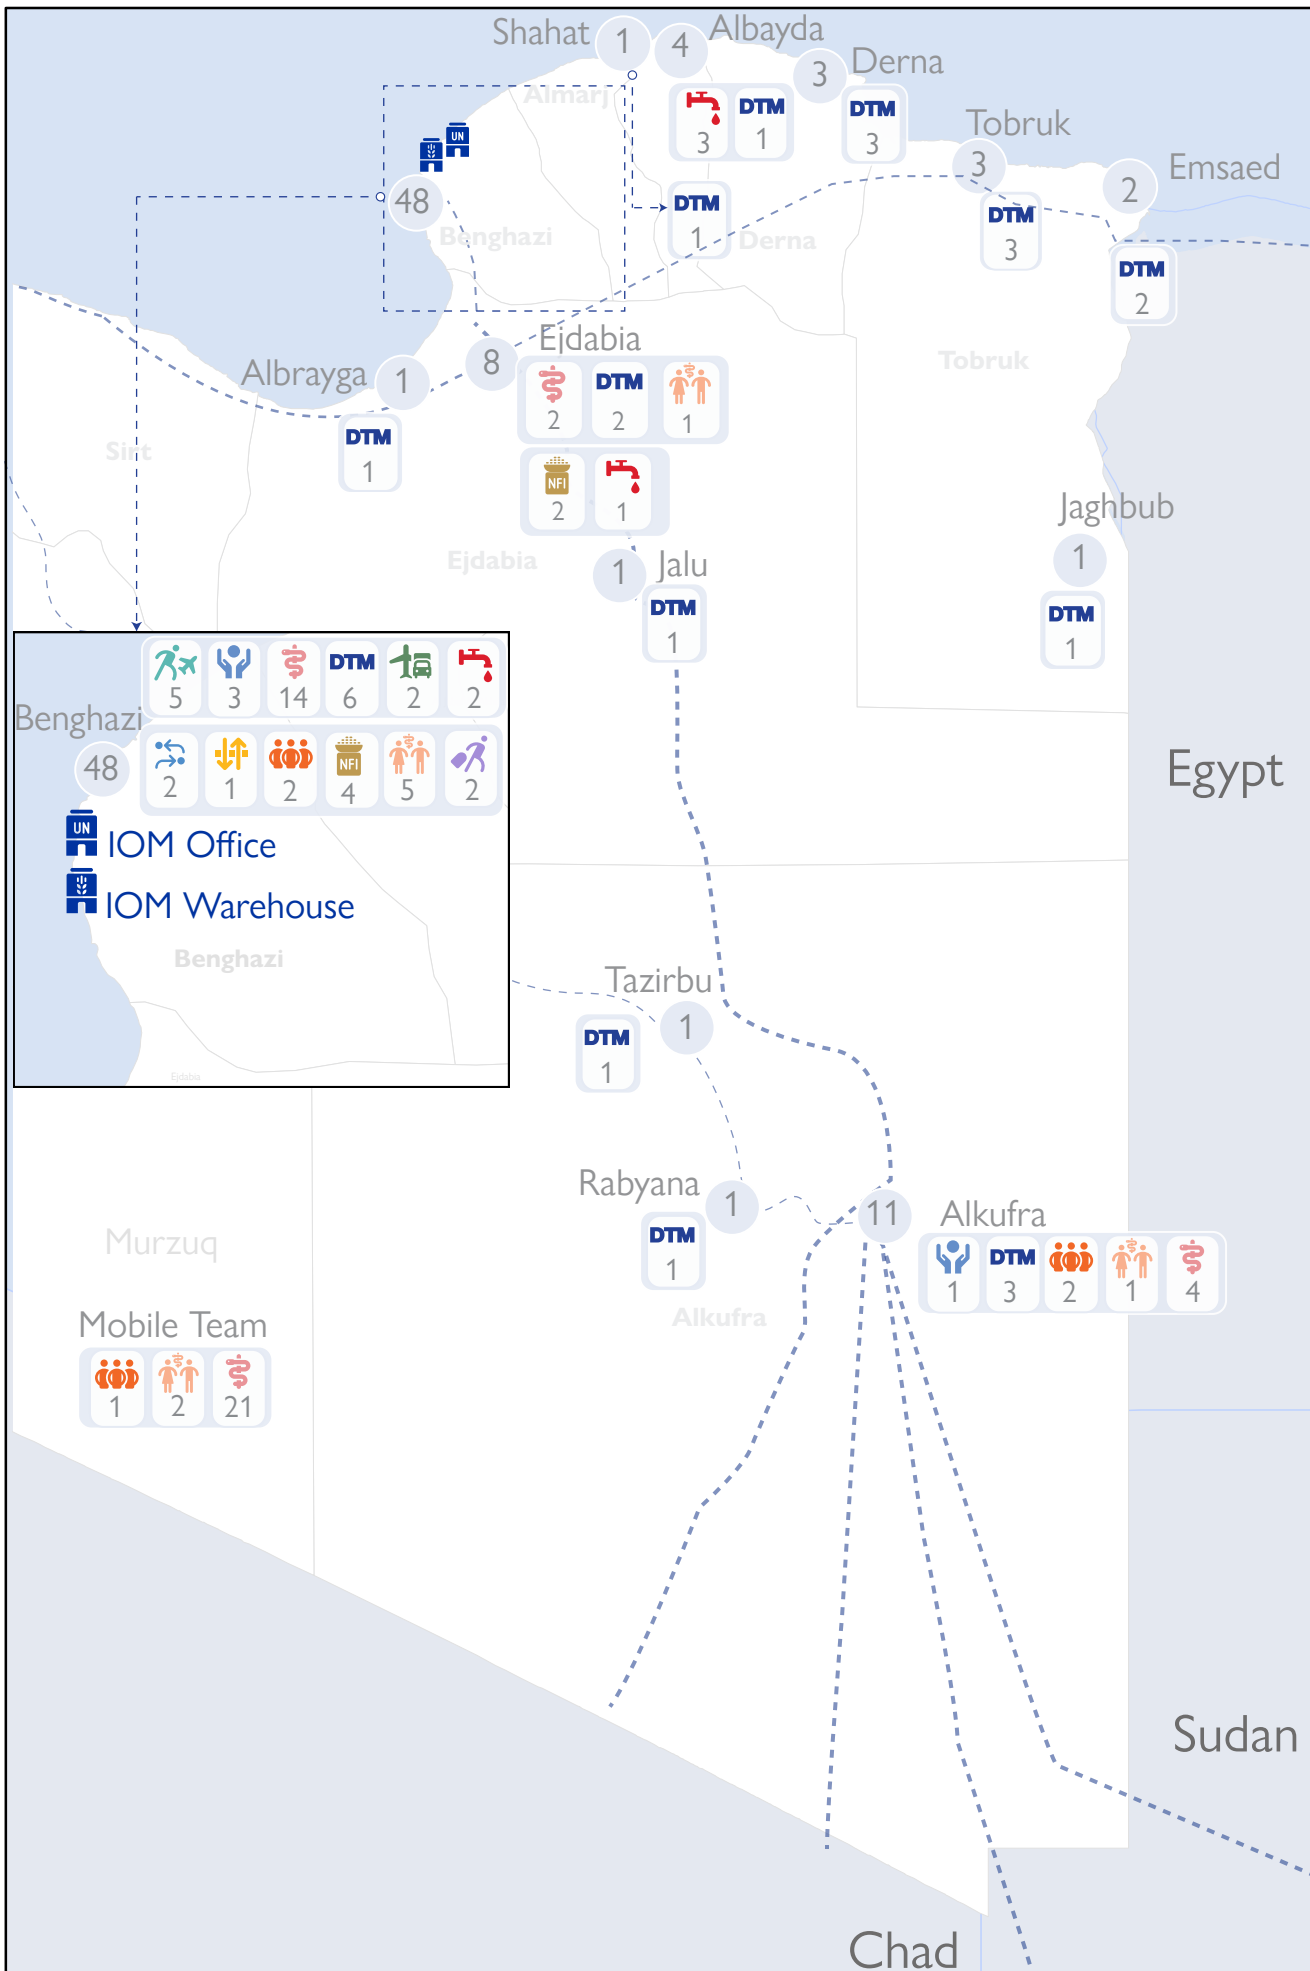 Shahat
1
4
Albayda
3
Derna
Almarj
DTM
3
1
DTM
3
Tobruk
3
2
Emsaed
UN
48
Benghazi
DTM
1
Derna
DTM
3
DTM
2
Albrayga
1
8
Ejdabia
DTM
2
2
1
Tobruk
DTM
1
Sirt
NFI
2
1
Jaghbub
1
Ejdabia
1
Jalu
DTM
1
DTM
1
DTM
5
3
14
6
2
2
Benghazi
48
NFI
2
1
2
4
5
2
UN
IOM Office
IOM Warehouse
Benghazi
Ejdabia
Egypt
Tazirbu
1
DTM
1
Rabyana
1
DTM
1
11
Alkufra
DTM
1
3
2
1
4
Alkufra
Murzuq
Mobile Team
1
2
21
Sudan
Chad